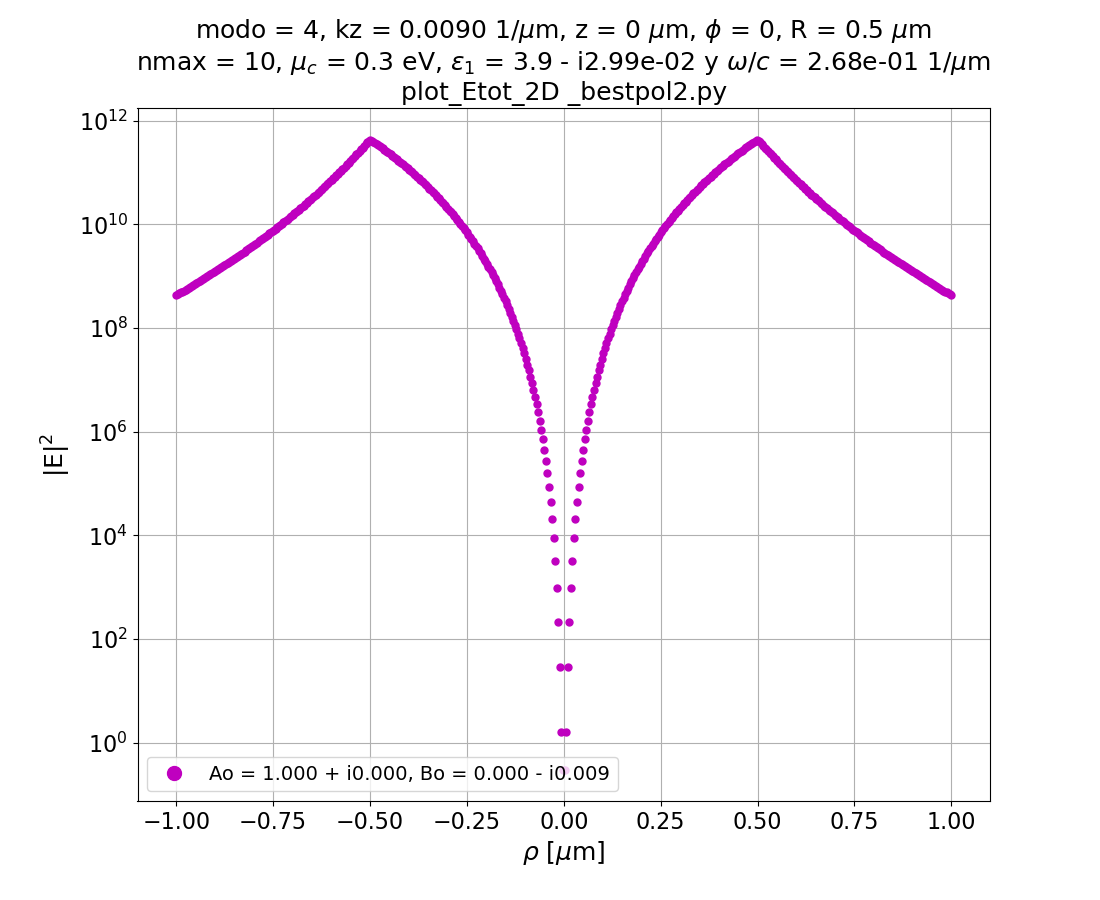 modo = 4, kz = 0.0090 1/μm, z = 0 μm, ϕ = 0, R = 0.5 μm
nmax = 10, μ_c = 0.3 eV, ε₁ = 3.9 - i2.99e-02 y ω/c = 2.68e-01 1/μm
plot_Etot_2D _bestpol2.py
10¹²
10¹⁰
10⁸
10⁶
10⁴
10²
10⁰
|E|²
Ao = 1.000 + i0.000, Bo = 0.000 - i0.009
−1.00 −0.75 −0.50 −0.25 0.00 0.25 0.50 0.75 1.00
ρ [μm]